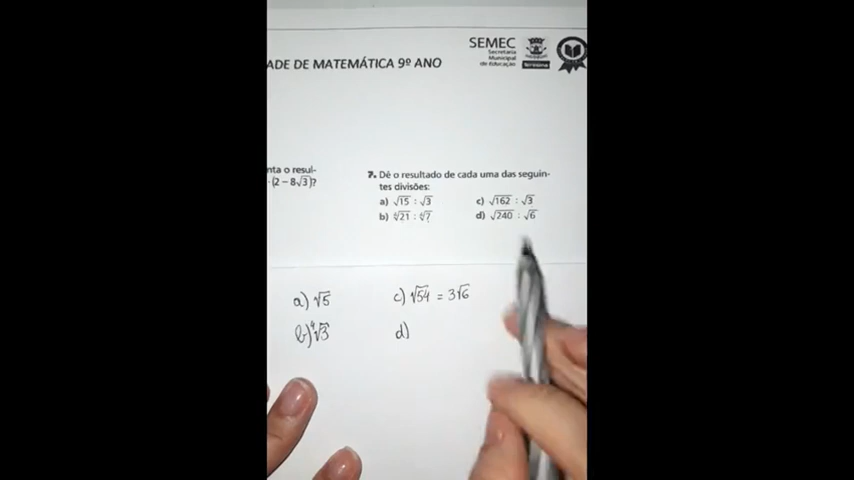 SEMEC
Secretaria
Municipal
de Educação
ADE DE MATEMÁTICA 9º ANO
nta o resul-
(2 − 8√3)?
7. Dê o resultado de cada uma das seguin-
tes divisões:
a) √15 : √3
b) ∜21 : ∜7
c) √162 : √3
d) √240 : √6
a) √5
b) ∜3
c) √54 = 3√6
d)